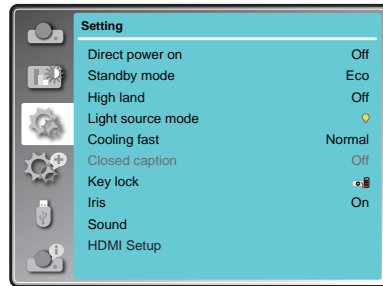 Setting
Direct power on Off
Standby mode Eco
High land Off
Light source mode
Cooling fast Normal
Closed caption Off
Key lock
Iris On
Sound
HDMI Setup